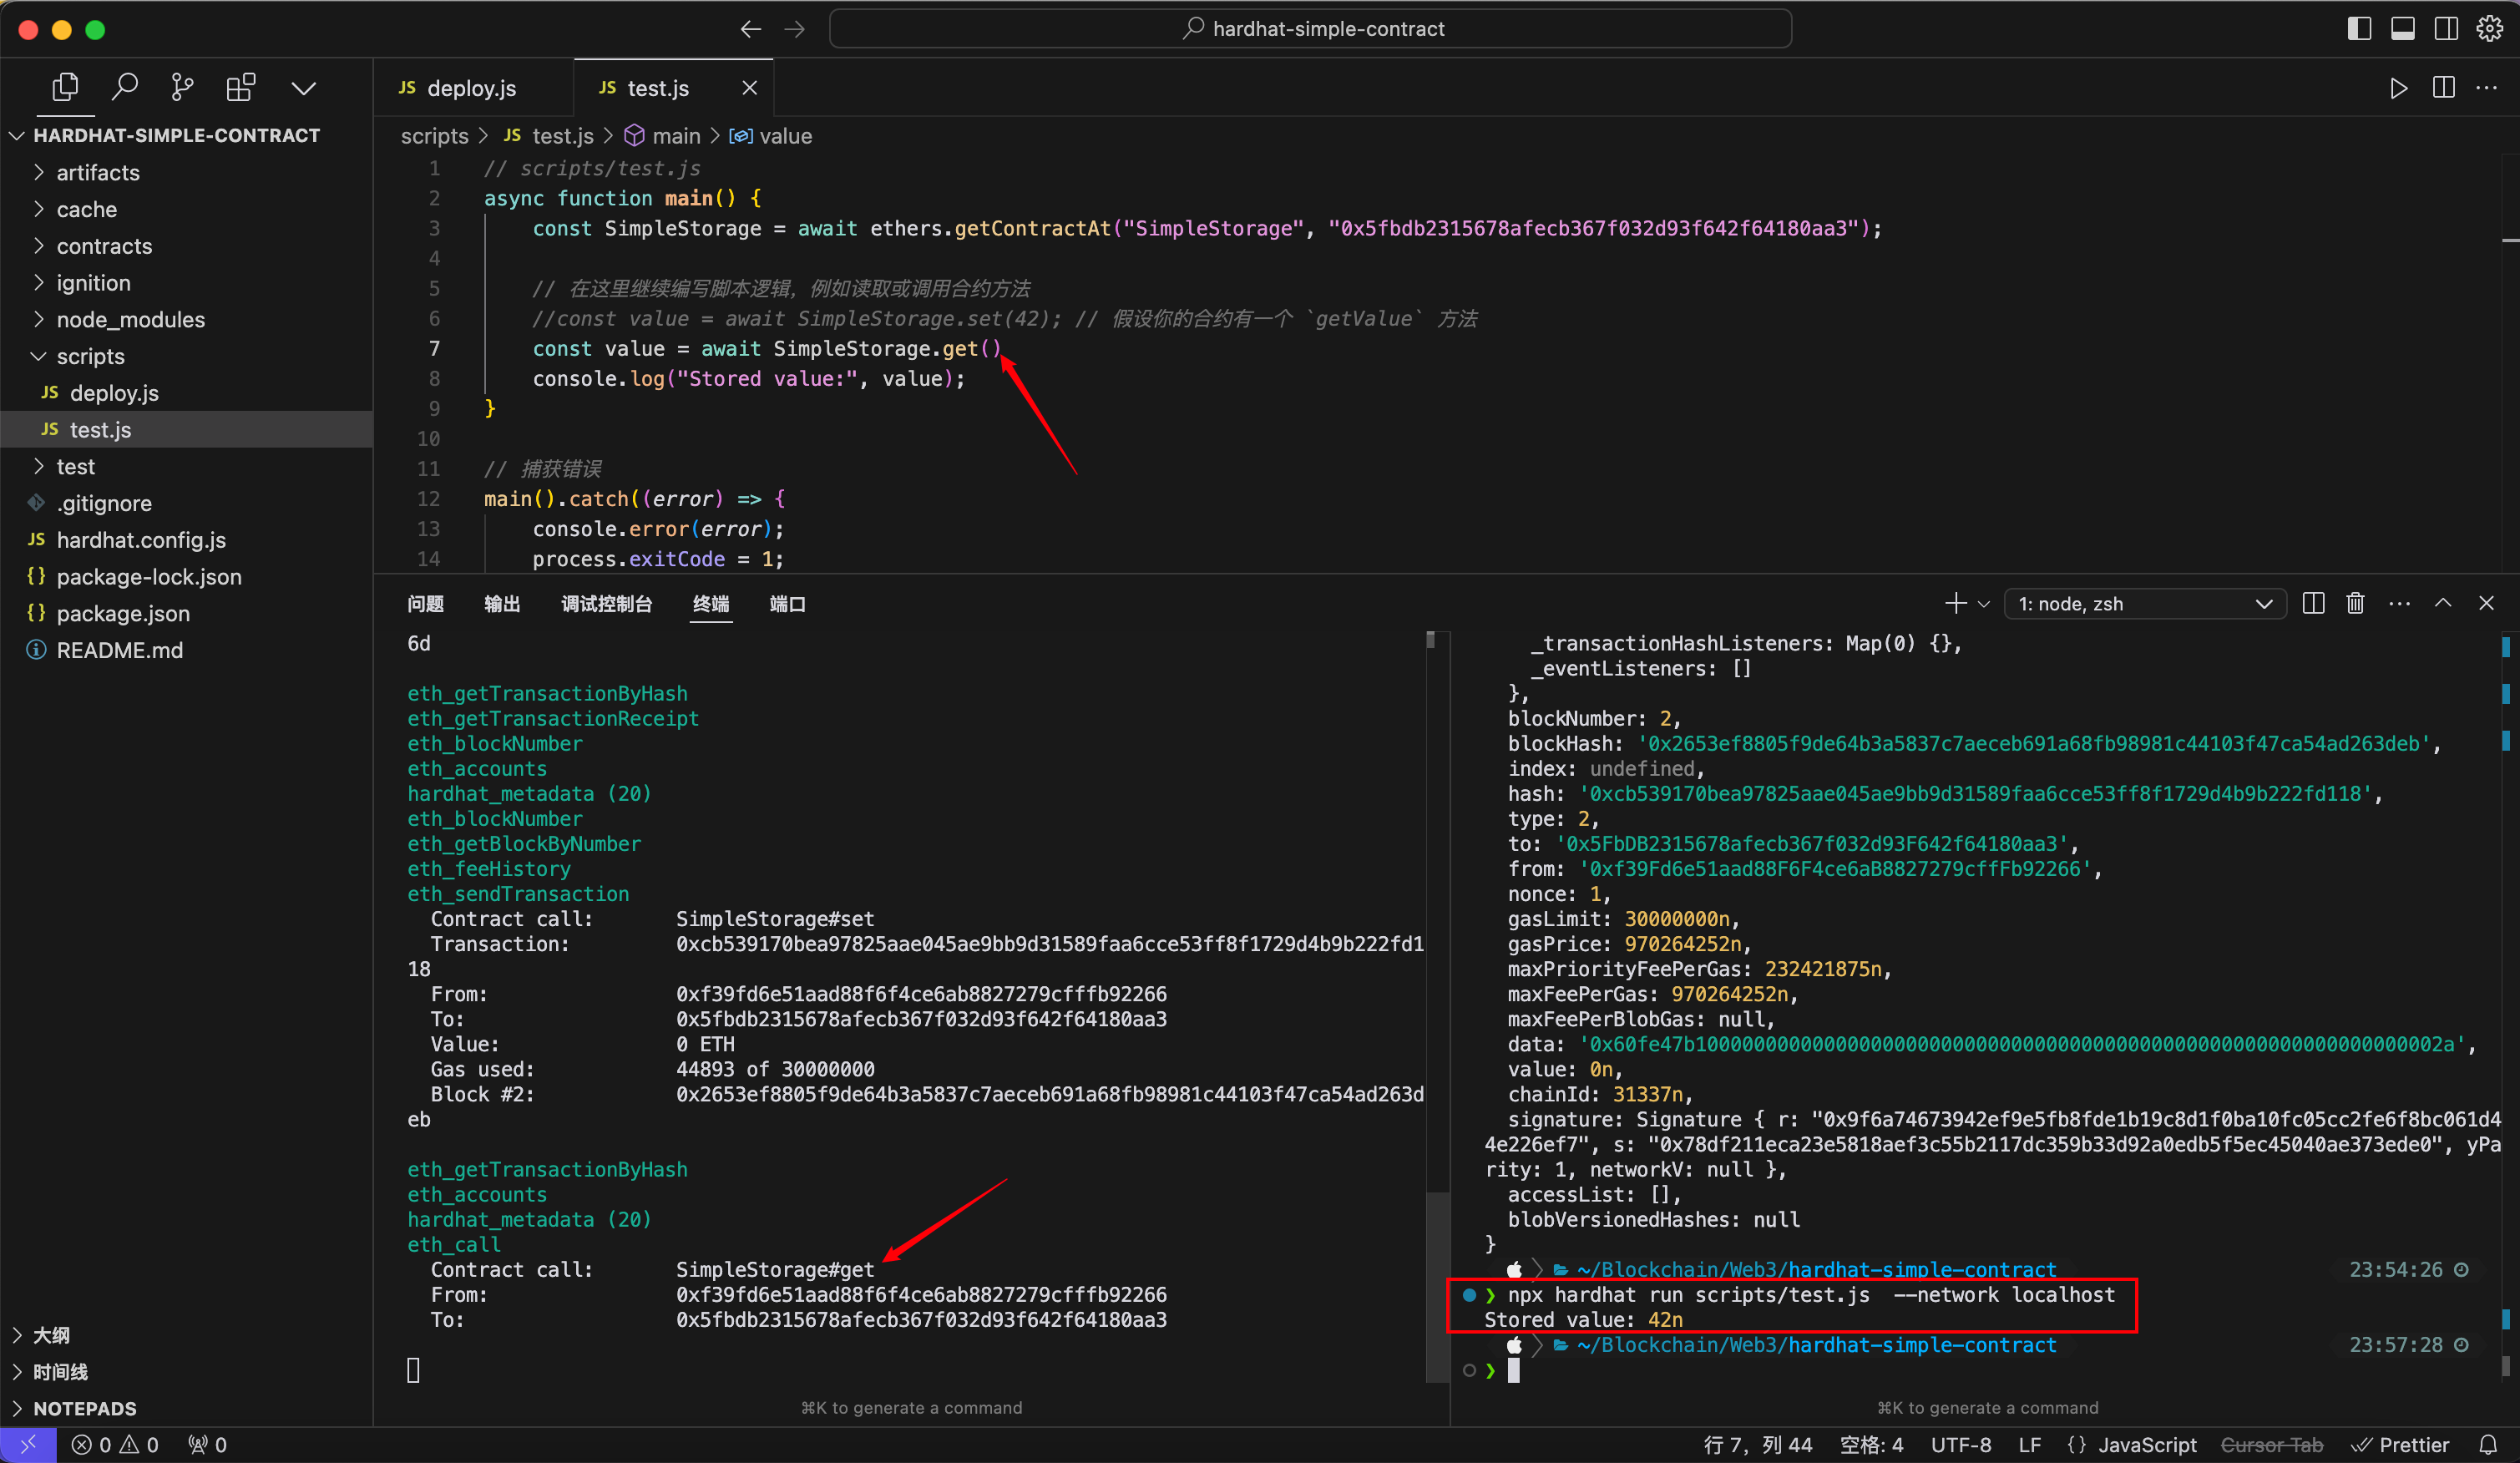 hardhat-simple-contract
HARDHAT-SIMPLE-CONTRACT
artifacts
cache
contracts
ignition
node_modules
scripts
JS deploy.js
JS test.js
test
.gitignore
JS hardhat.config.js
{} package-lock.json
{} package.json
README.md
大纲
时间线
NOTEPADS
JS deploy.js
JS test.js
scripts > JS test.js > main > value
1 // scripts/test.js
2 async function main() {
3 const SimpleStorage = await ethers.getContractAt("SimpleStorage", "0x5fbdb2315678afecb367f032d93f642f64180aa3");
4
5 // 在这里继续编写脚本逻辑，例如读取或调用合约方法
6 //const value = await SimpleStorage.set(42); // 假设你的合约有一个 `getValue` 方法
7 const value = await SimpleStorage.get()
8 console.log("Stored value:", value);
9 }
10
11 // 捕获错误
12 main().catch((error) => {
13 console.error(error);
14 process.exitCode = 1;
问题 输出 调试控制台 终端 端口
1: node, zsh
6d
eth_getTransactionByHash
eth_getTransactionReceipt
eth_blockNumber
eth_accounts
hardhat_metadata (20)
eth_blockNumber
eth_getBlockByNumber
eth_feeHistory
eth_sendTransaction
Contract call: SimpleStorage#set
Transaction: 0xcb539170bea97825aae045ae9bb9d31589faa6cce53ff8f1729d4b9b222fd1
18
From: 0xf39fd6e51aad88f6f4ce6ab8827279cfffb92266
To: 0x5fbdb2315678afecb367f032d93f642f64180aa3
Value: 0 ETH
Gas used: 44893 of 30000000
Block #2: 0x2653ef8805f9de64b3a5837c7aeceb691a68fb98981c44103f47ca54ad263d
eb
eth_getTransactionByHash
eth_accounts
hardhat_metadata (20)
eth_call
Contract call: SimpleStorage#get
From: 0xf39fd6e51aad88f6f4ce6ab8827279cfffb92266
To: 0x5fbdb2315678afecb367f032d93f642f64180aa3
⌘K to generate a command
_transactionHashListeners: Map(0) {},
_eventListeners: []
},
blockNumber: 2,
blockHash: '0x2653ef8805f9de64b3a5837c7aeceb691a68fb98981c44103f47ca54ad263deb',
index: undefined,
hash: '0xcb539170bea97825aae045ae9bb9d31589faa6cce53ff8f1729d4b9b222fd118',
type: 2,
to: '0x5FbDB2315678afecb367f032d93F642f64180aa3',
from: '0xf39Fd6e51aad88F6F4ce6aB8827279cffFb92266',
nonce: 1,
gasLimit: 30000000n,
gasPrice: 970264252n,
maxPriorityFeePerGas: 232421875n,
maxFeePerGas: 970264252n,
maxFeePerBlobGas: null,
data: '0x60fe47b1000000000000000000000000000000000000000000000000000000000000002a',
value: 0n,
chainId: 31337n,
signature: Signature { r: "0x9f6a74673942ef9e5fb8fde1b19c8d1f0ba10fc05cc2fe6f8bc061d4
4e226ef7", s: "0x78df211eca23e5818aef3c55b2117dc359b33d92a0edb5f5ec45040ae373ede0", yPa
rity: 1, networkV: null },
accessList: [],
blobVersionedHashes: null
}
~/Blockchain/Web3/hardhat-simple-contract 23:54:26
❯ npx hardhat run scripts/test.js --network localhost
Stored value: 42n
~/Blockchain/Web3/hardhat-simple-contract 23:57:28
❯
⌘K to generate a command
0 0 0
行 7，列 44 空格: 4 UTF-8 LF {} JavaScript Cursor Tab Prettier